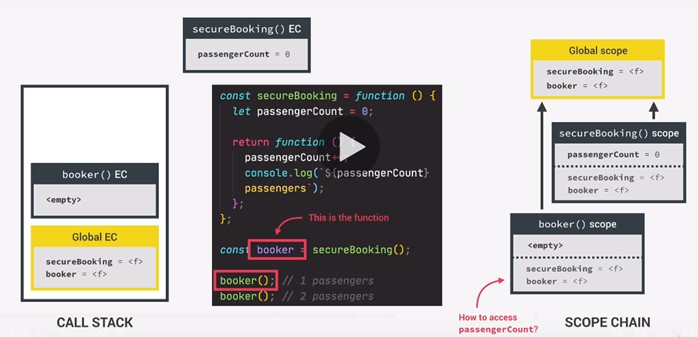 secureBooking() EC
passengerCount = 0
booker() EC
<empty>
Global EC
secureBooking = <f>
booker = <f>
CALL STACK
const secureBooking = function () {
let passengerCount = 0;
return function () {
passengerCount++;
console.log(`${passengerCount}
passengers`);
};
};
This is the function
const booker = secureBooking();
booker(); // 1 passengers
booker(); // 2 passengers
Global scope
secureBooking = <f>
booker = <f>
secureBooking() scope
passengerCount = 0
secureBooking = <f>
booker = <f>
booker() scope
<empty>
secureBooking = <f>
booker = <f>
How to access
passengerCount?
SCOPE CHAIN